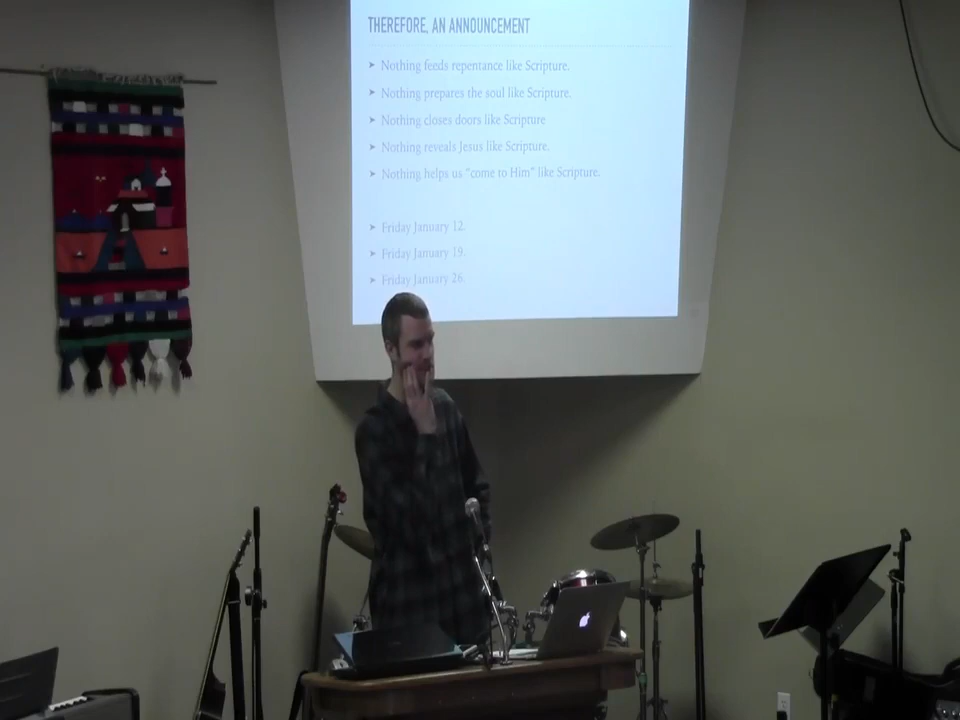 THEREFORE, AN ANNOUNCEMENT
➤ Nothing feeds repentance like Scripture.
➤ Nothing prepares the soul like Scripture.
➤ Nothing closes doors like Scripture
➤ Nothing reveals Jesus like Scripture.
➤ Nothing helps us “come to Him” like Scripture.
➤ Friday January 12.
➤ Friday January 19.
➤ Friday January 26.